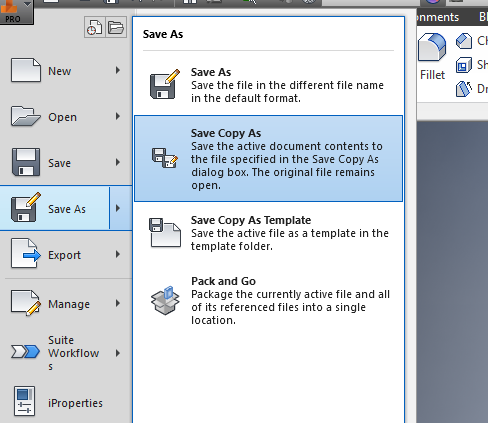 PRO
New
Open
Save
Save As
Export
Manage
Suite
Workflow
s
iProperties
Save As
Save As
Save the file in the different file name
in the default format.
Save Copy As
Save the active document contents to
the file specified in the Save Copy As
dialog box. The original file remains
open.
Save Copy As Template
Save the active file as a template in the
template folder.
Pack and Go
Package the currently active file and all
of its referenced files into a single
location.
Fillet